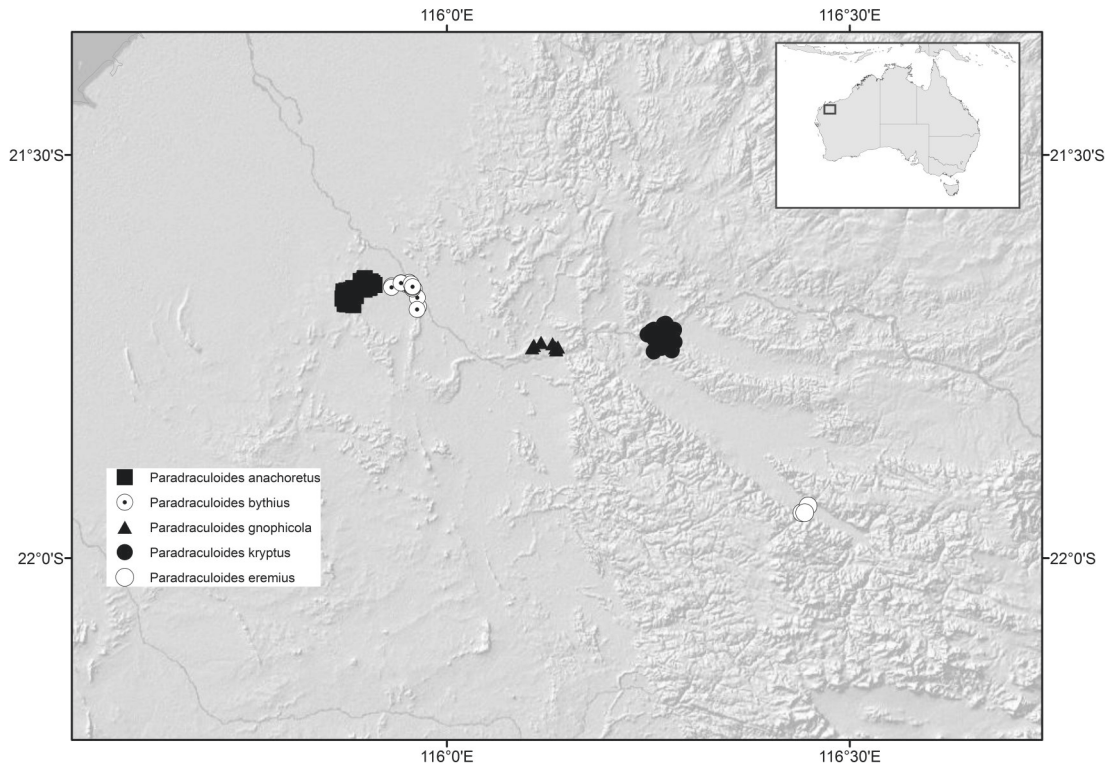 116°0'E 116°30'E
21°30'S 21°30'S
Paradraculoides anachoretus
Paradraculoides bythius
Paradraculoides gnophicola
Paradraculoides kryptus
Paradraculoides eremius
22°0'S 22°0'S
116°0'E 116°30'E